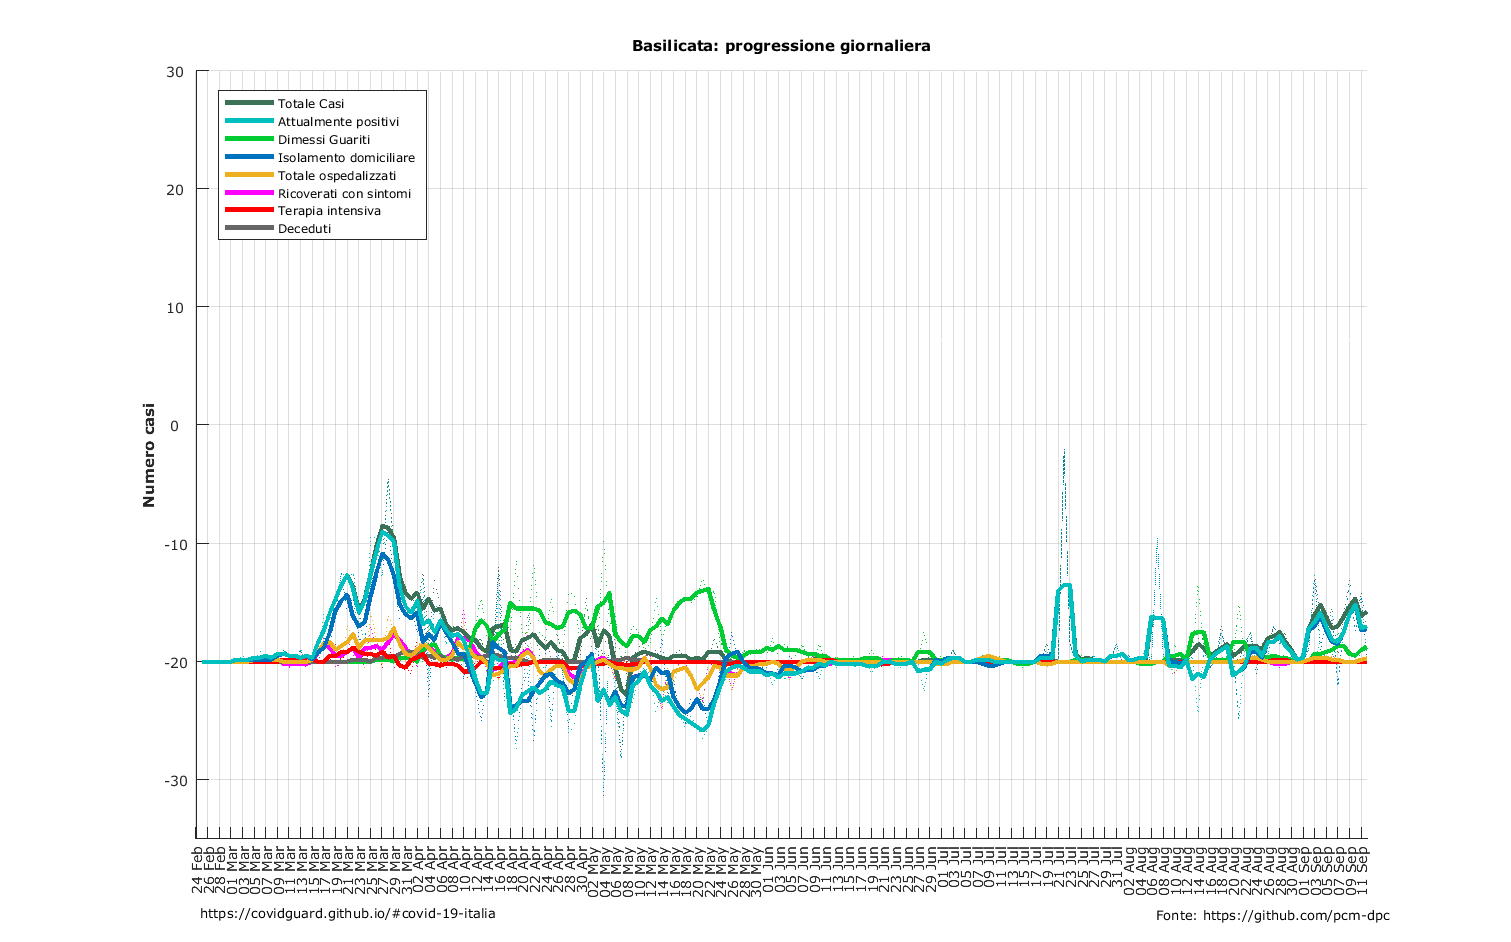 Basilicata: progressione giornaliera
30
20
10
0
-10
-20
-30
Numero casi
Totale Casi
Attualmente positivi
Dimessi Guariti
Isolamento domiciliare
Totale ospedalizzati
Ricoverati con sintomi
Terapia intensiva
Deceduti
24 Feb
26 Feb
28 Feb
01 Mar
03 Mar
05 Mar
07 Mar
09 Mar
11 Mar
13 Mar
15 Mar
17 Mar
19 Mar
21 Mar
23 Mar
25 Mar
27 Mar
29 Mar
31 Mar
02 Apr
04 Apr
06 Apr
08 Apr
10 Apr
12 Apr
14 Apr
16 Apr
18 Apr
20 Apr
22 Apr
24 Apr
26 Apr
28 Apr
30 Apr
02 May
04 May
06 May
08 May
10 May
12 May
14 May
16 May
18 May
20 May
22 May
24 May
26 May
28 May
30 May
01 Jun
03 Jun
05 Jun
07 Jun
09 Jun
11 Jun
13 Jun
15 Jun
17 Jun
19 Jun
21 Jun
23 Jun
25 Jun
27 Jun
29 Jun
01 Jul
03 Jul
05 Jul
07 Jul
09 Jul
11 Jul
13 Jul
15 Jul
17 Jul
19 Jul
21 Jul
23 Jul
25 Jul
27 Jul
29 Jul
31 Jul
02 Aug
04 Aug
06 Aug
08 Aug
10 Aug
12 Aug
14 Aug
16 Aug
18 Aug
20 Aug
22 Aug
24 Aug
26 Aug
28 Aug
30 Aug
01 Sep
03 Sep
05 Sep
07 Sep
09 Sep
11 Sep
https://covidguard.github.io/#covid-19-italia
Fonte: https://github.com/pcm-dpc